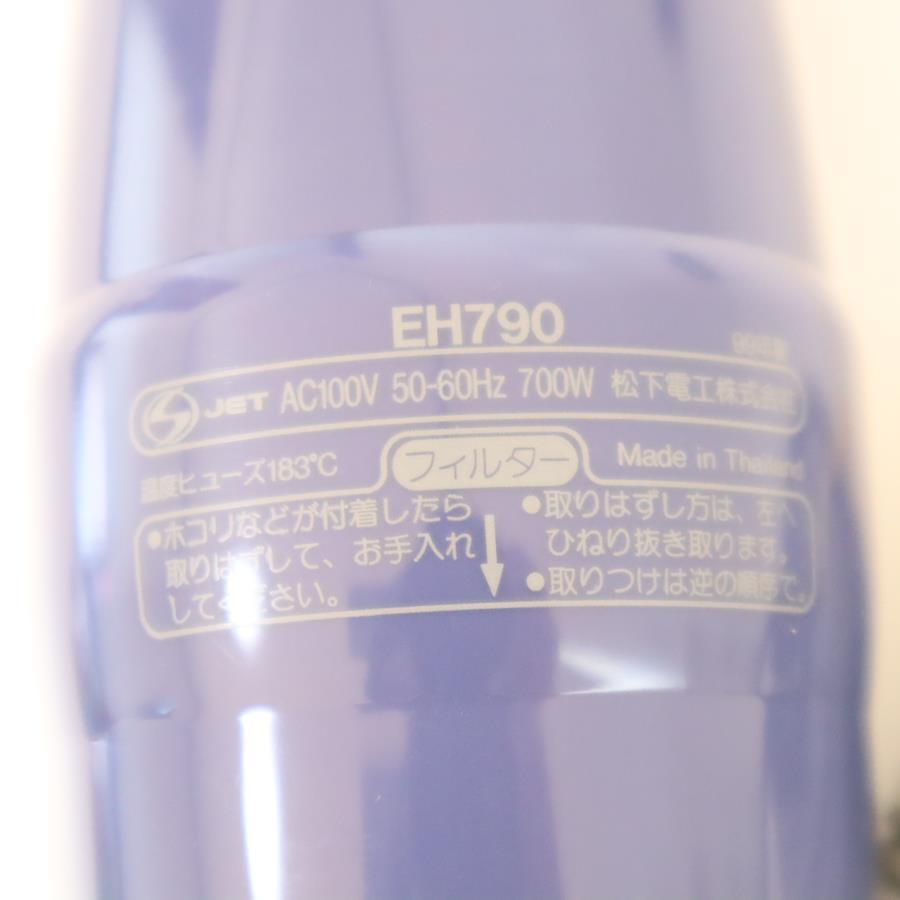 EH790
99年製
JET AC100V 50-60Hz 700W 松下電工株式会社
温度ヒューズ183℃
フィルター
Made in Thailand
●ホコリなどが付着したら
取りはずして、お手入れ
してください。
●取りはずし方は、左へ
ひねり抜き取ります。
●取りつけは逆の順序で。